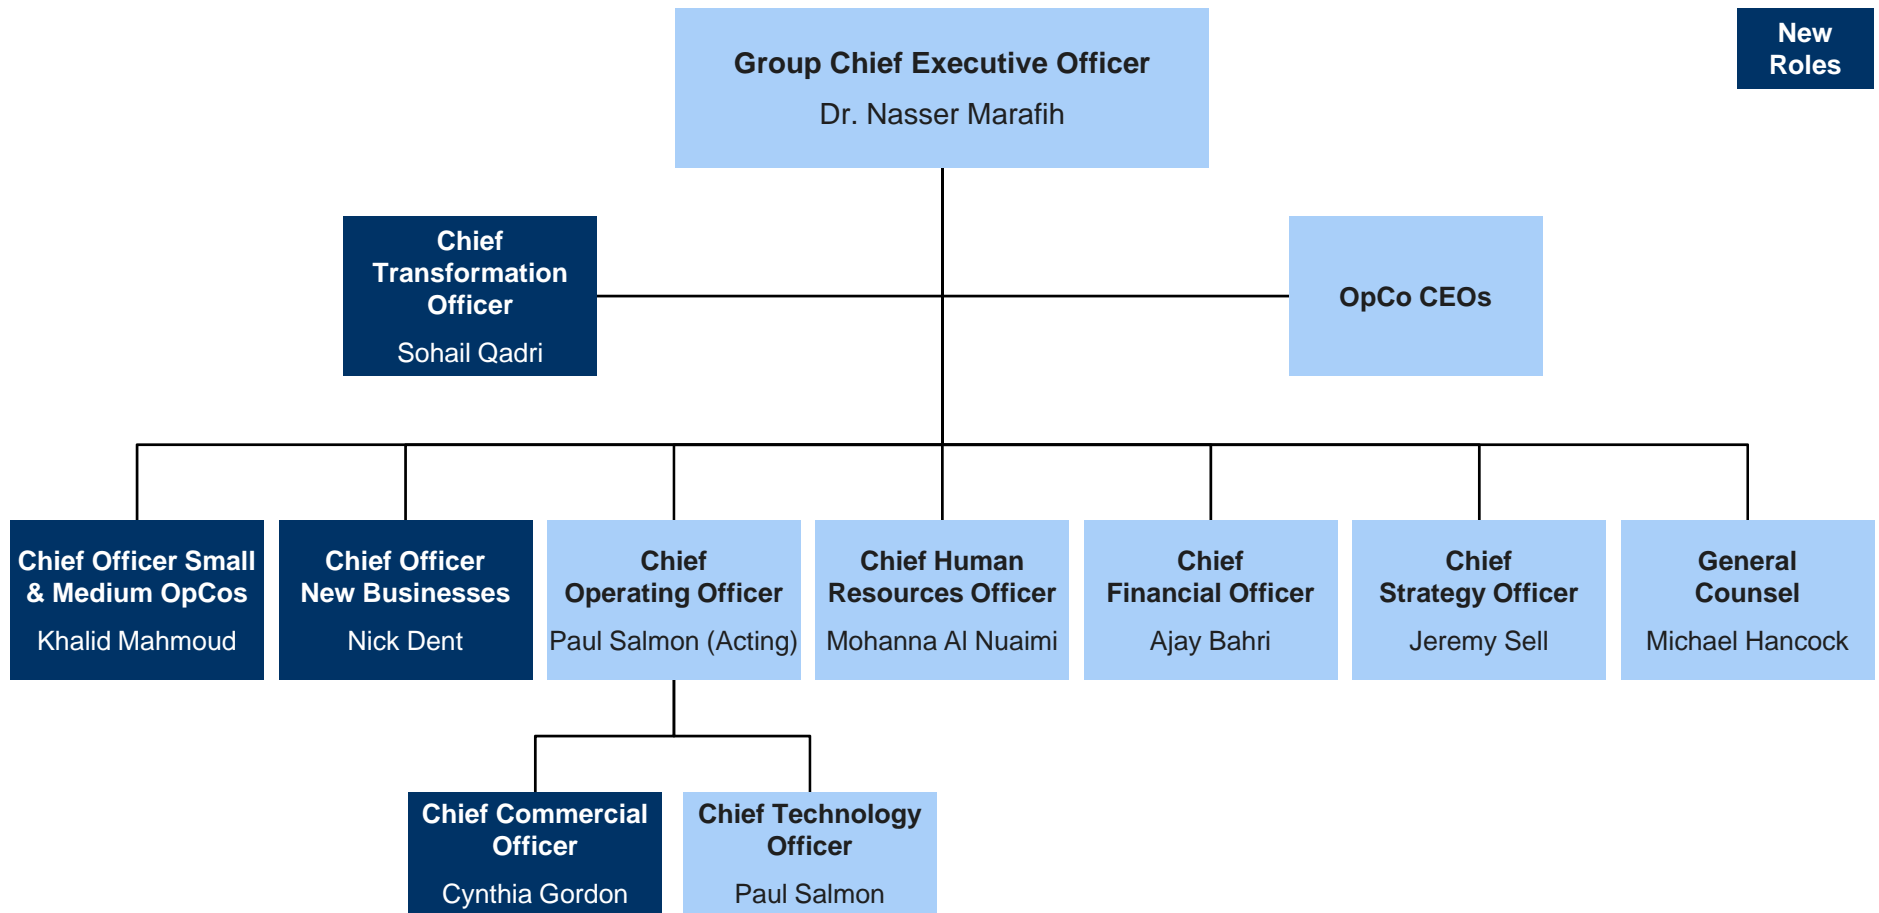 Group Chief Executive Officer
Dr. Nasser Marafih
New
Roles
Chief
Transformation
Officer
Sohail Qadri
OpCo CEOs
Chief Officer Small
& Medium OpCos
Khalid Mahmoud
Chief Officer
New Businesses
Nick Dent
Chief
Operating Officer
Paul Salmon (Acting)
Chief Human
Resources Officer
Mohanna Al Nuaimi
Chief
Financial Officer
Ajay Bahri
Chief
Strategy Officer
Jeremy Sell
General
Counsel
Michael Hancock
Chief Commercial
Officer
Cynthia Gordon
Chief Technology
Officer
Paul Salmon